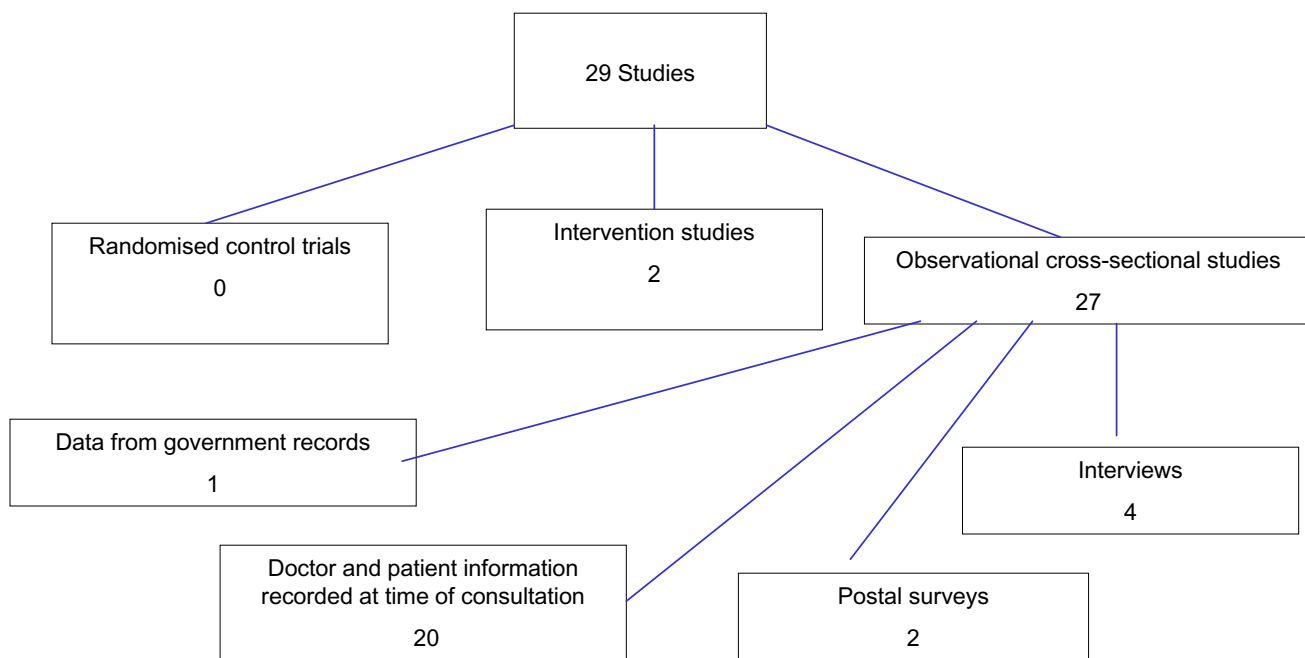 29 Studies
Randomised control trials
0
Intervention studies
2
Observational cross-sectional studies
27
Data from government records
1
Doctor and patient information
recorded at time of consultation
20
Postal surveys
2
Interviews
4